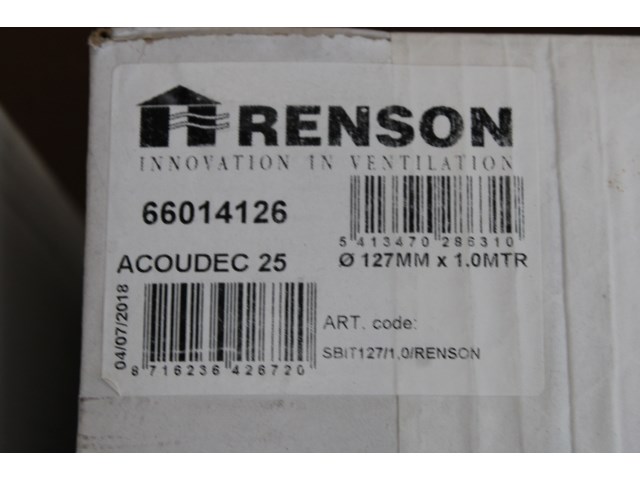 RENSON
INNOVATION IN VENTILATION
66014126
5 413470 286310
ACOUDEC 25
Ø 127MM x 1.0MTR
04/07/2018
8 716236 426720
ART. code:
SBIT127/1,0/RENSON